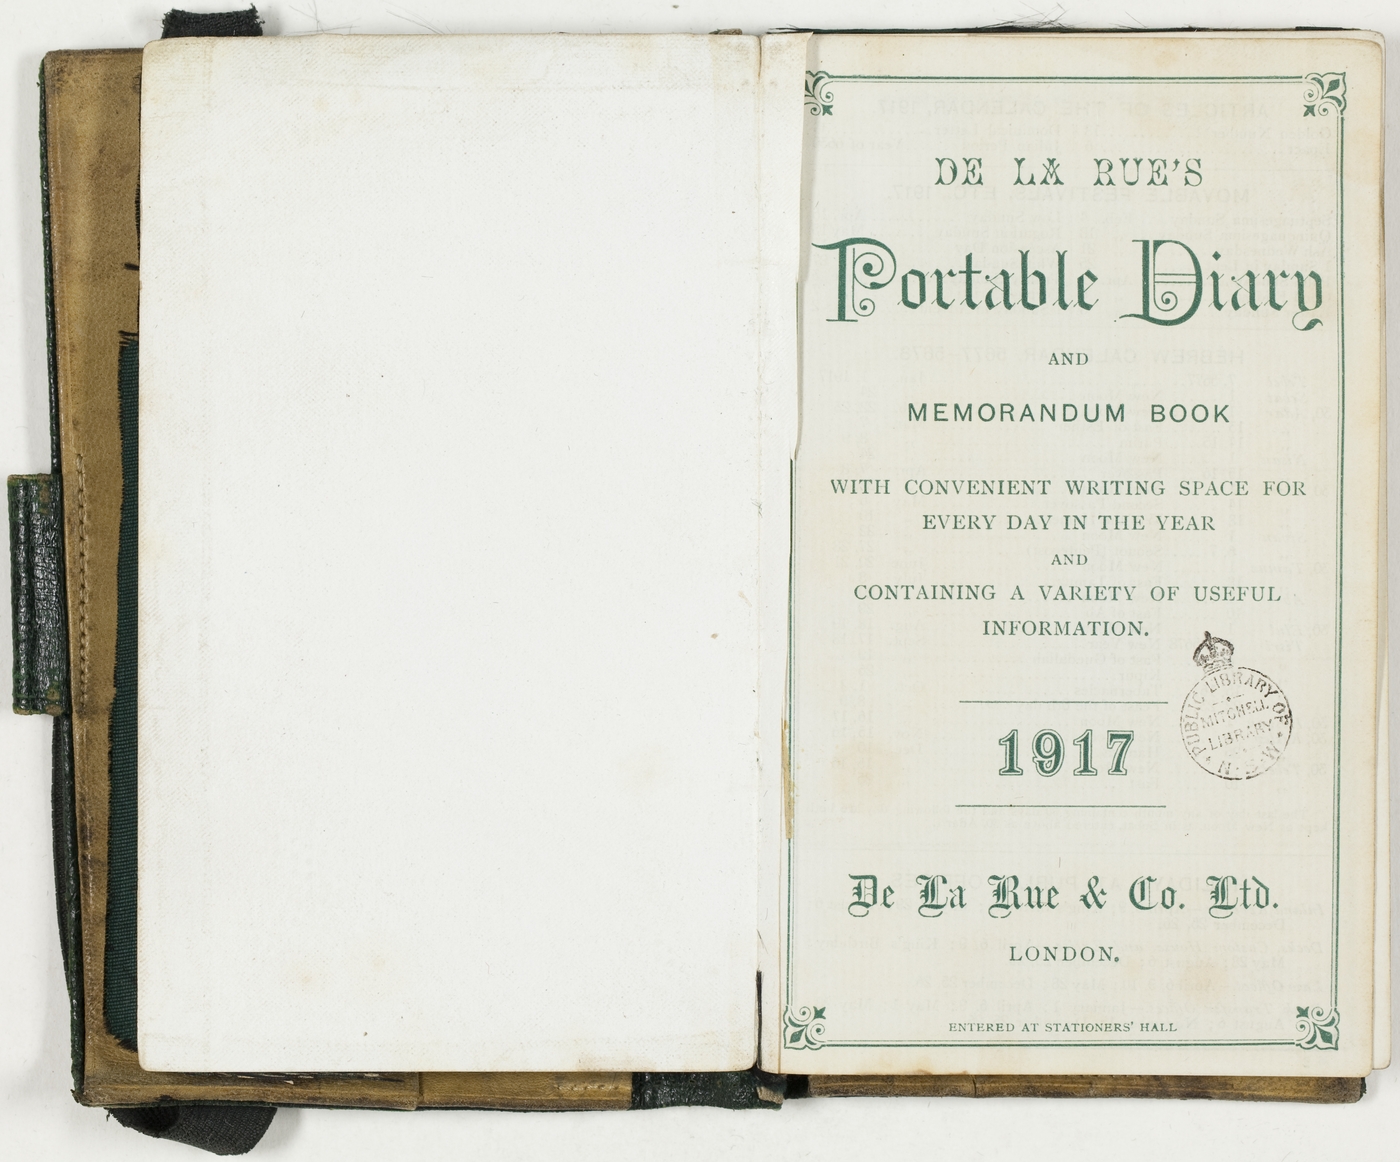 DE LA RUE'S
Portable Diary
AND
MEMORANDUM BOOK
WITH CONVENIENT WRITING SPACE FOR
EVERY DAY IN THE YEAR
AND
CONTAINING A VARIETY OF USEFUL
INFORMATION.
PUBLIC LIBRARY OF
MITCHELL
LIBRARY
N.S.W.
1917
De La Rue & Co. Ltd.
LONDON.
ENTERED AT STATIONERS' HALL